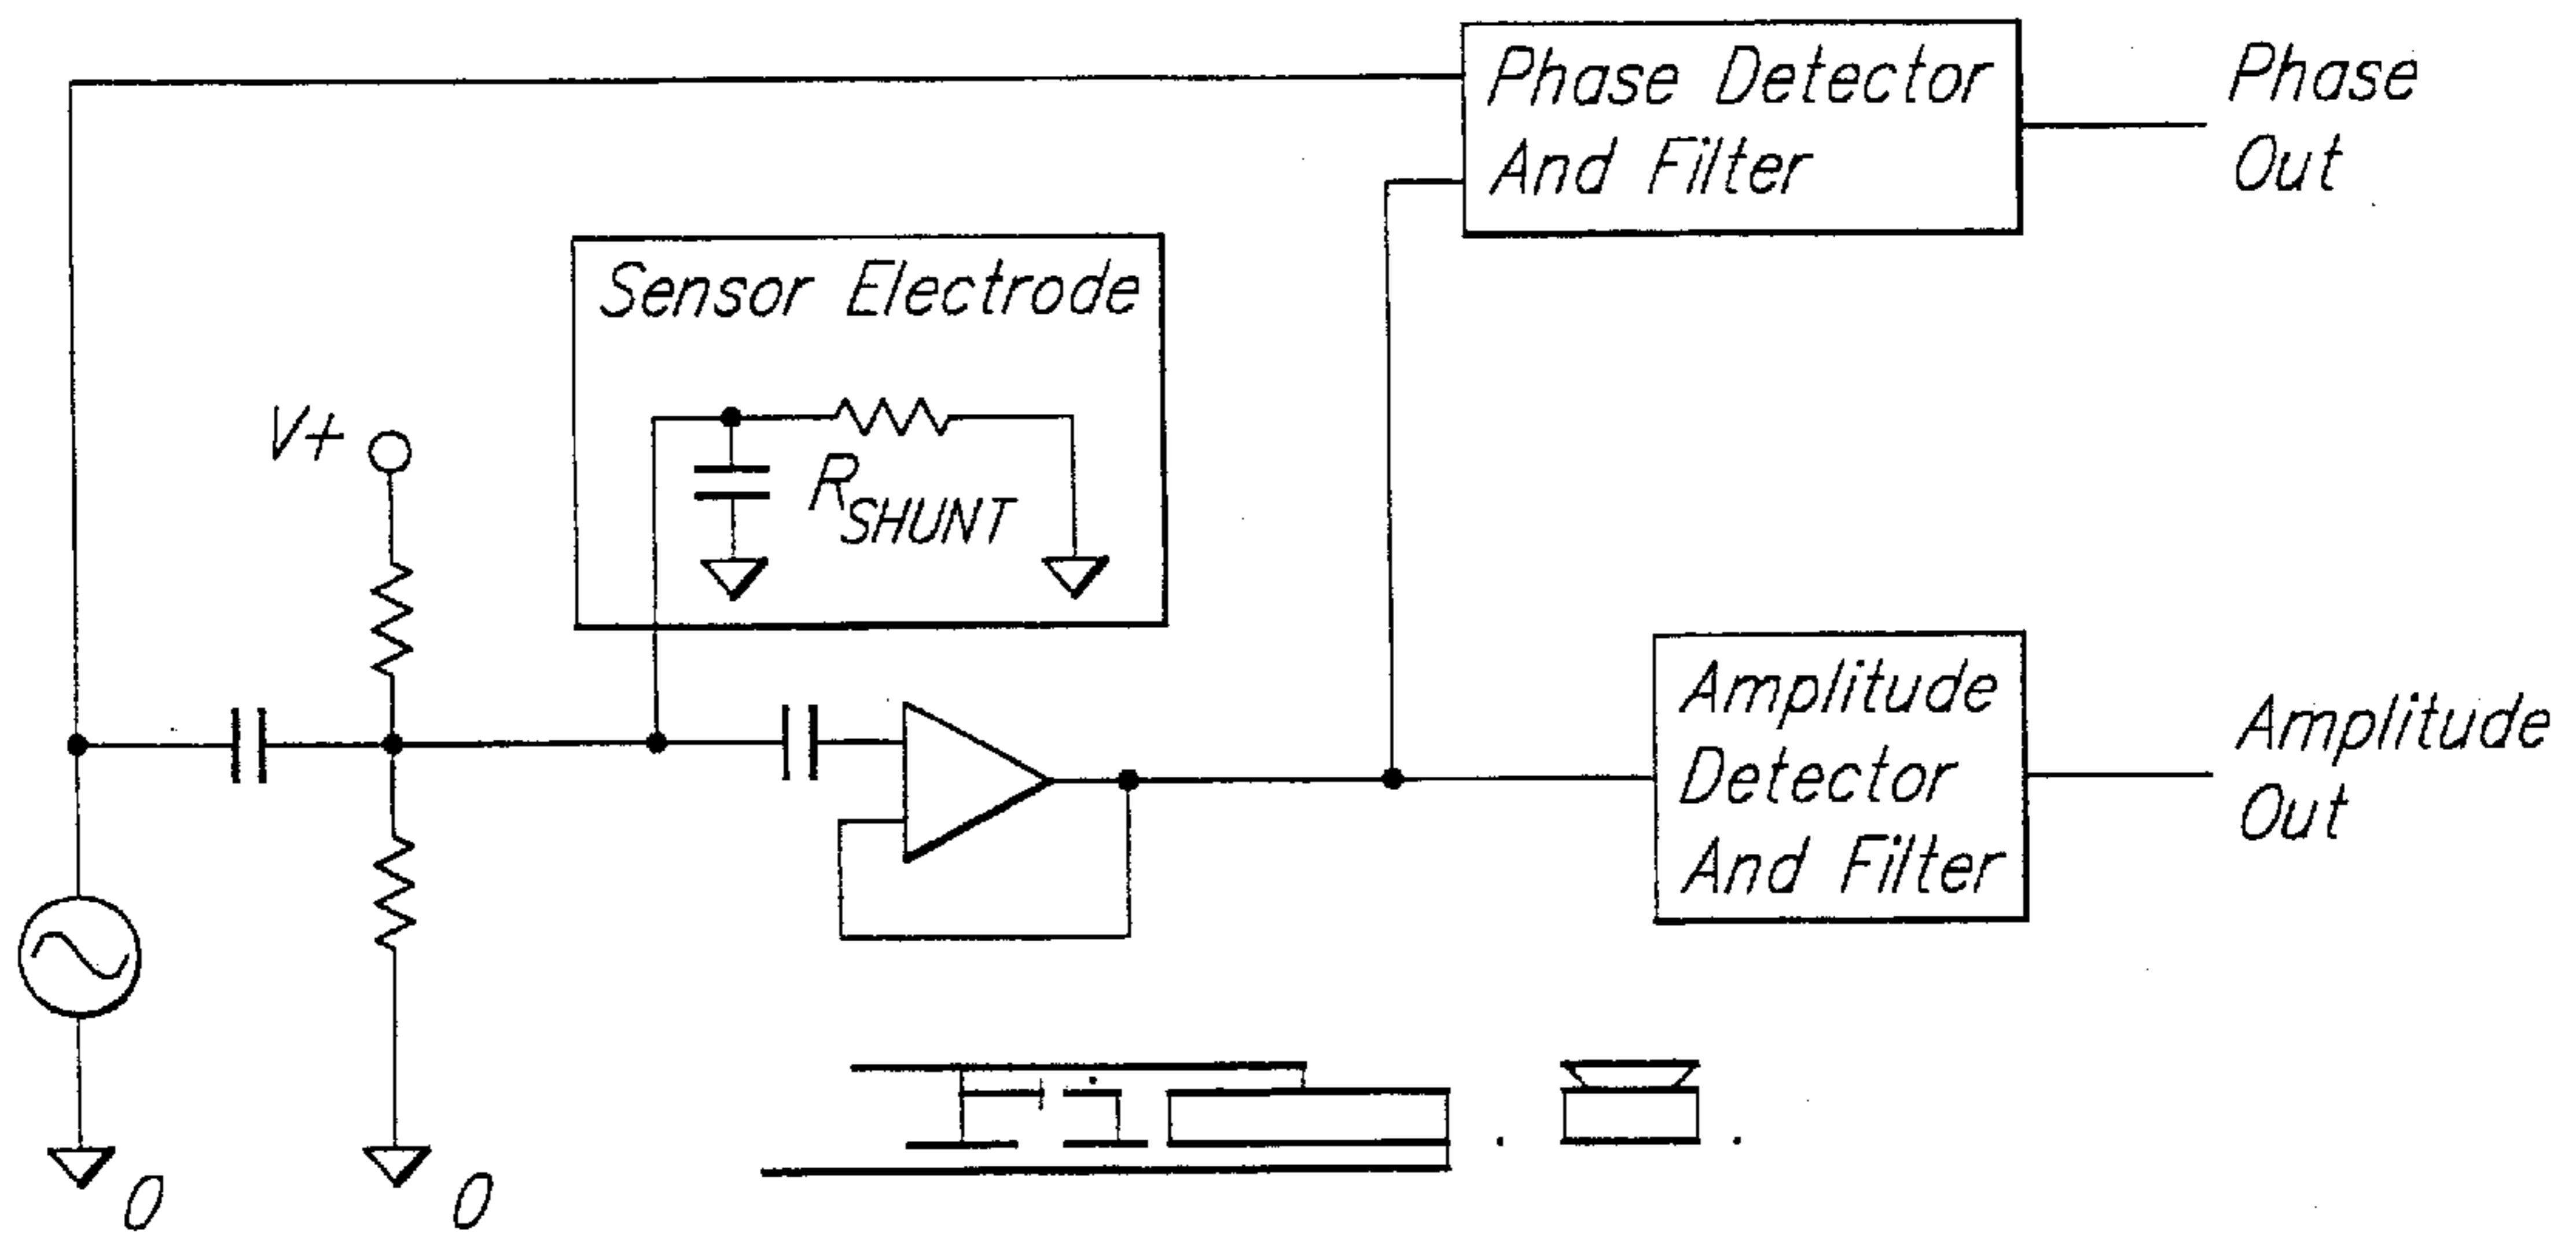 Phase Detector
And Filter
Phase
Out
Sensor Electrode
V+
R_SHUNT
Amplitude
Detector
And Filter
Amplitude
Out
0
0